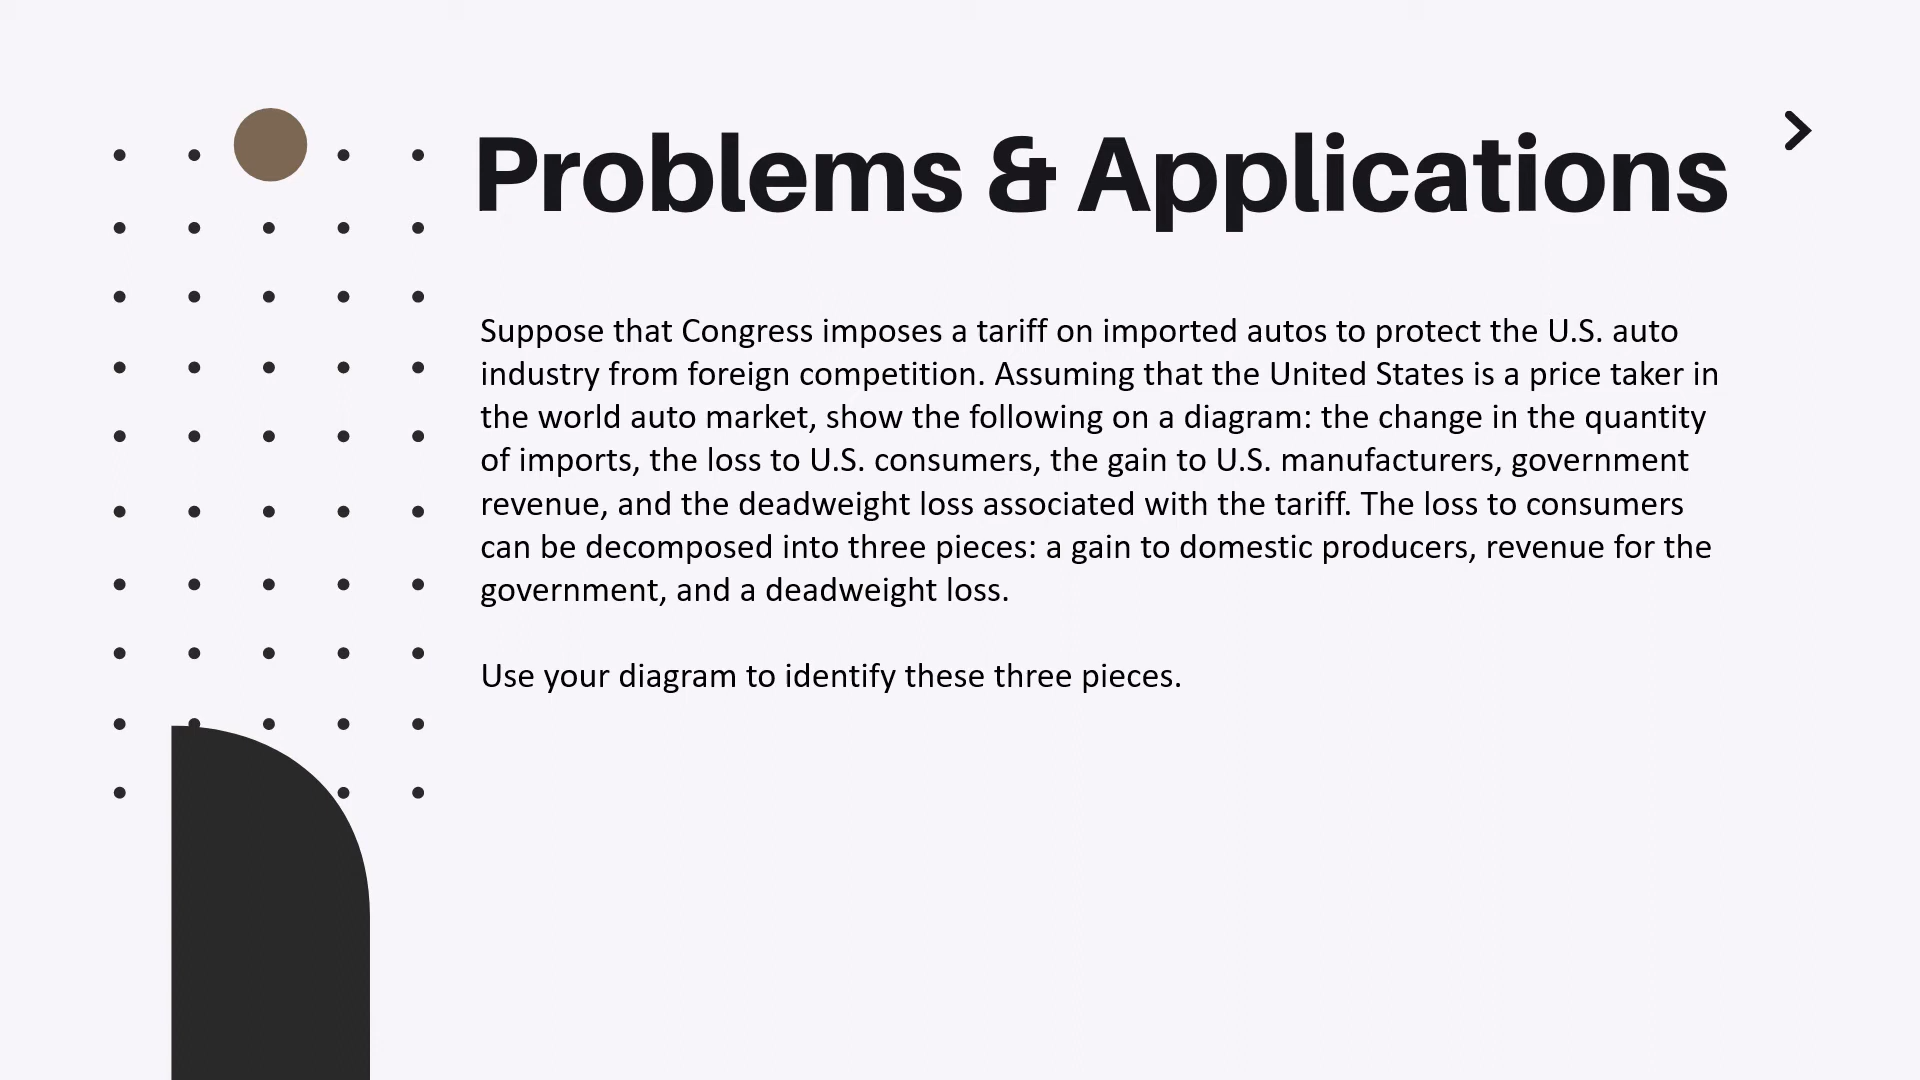 Problems & Applications
Suppose that Congress imposes a tariff on imported autos to protect the U.S. auto
industry from foreign competition. Assuming that the United States is a price taker in
the world auto market, show the following on a diagram: the change in the quantity
of imports, the loss to U.S. consumers, the gain to U.S. manufacturers, government
revenue, and the deadweight loss associated with the tariff. The loss to consumers
can be decomposed into three pieces: a gain to domestic producers, revenue for the
government, and a deadweight loss.
Use your diagram to identify these three pieces.